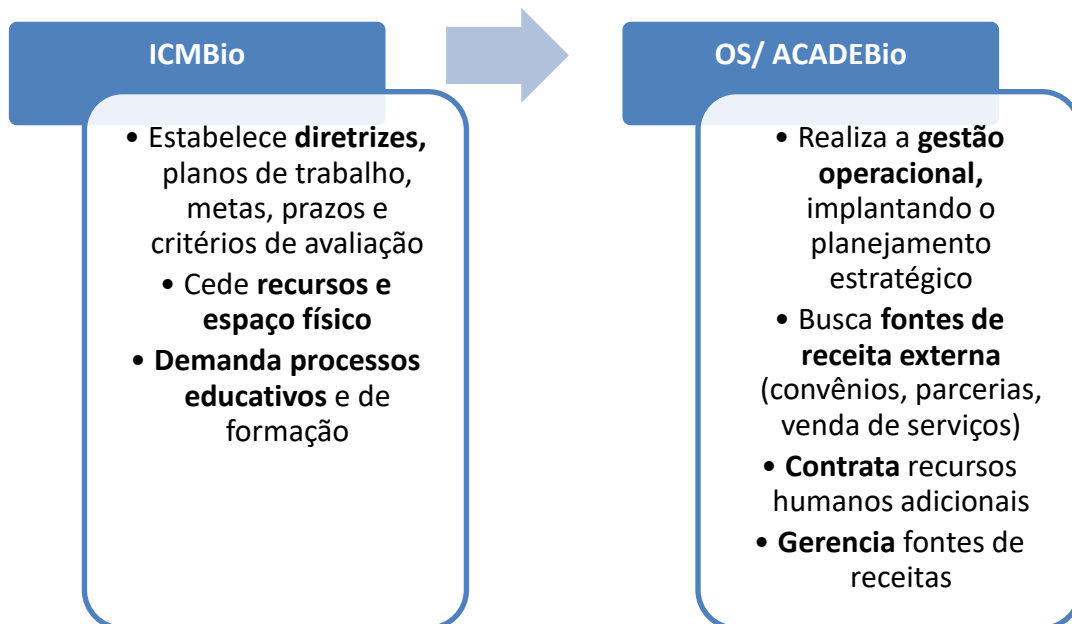 ICMBio
• Estabelece diretrizes,
planos de trabalho,
metas, prazos e
critérios de avaliação
• Cede recursos e
espaço físico
• Demanda processos
educativos e de
formação
OS/ ACADEBio
• Realiza a gestão
operacional,
implantando o
planejamento
estratégico
• Busca fontes de
receita externa
(convênios, parcerias,
venda de serviços)
• Contrata recursos
humanos adicionais
• Gerencia fontes de
receitas